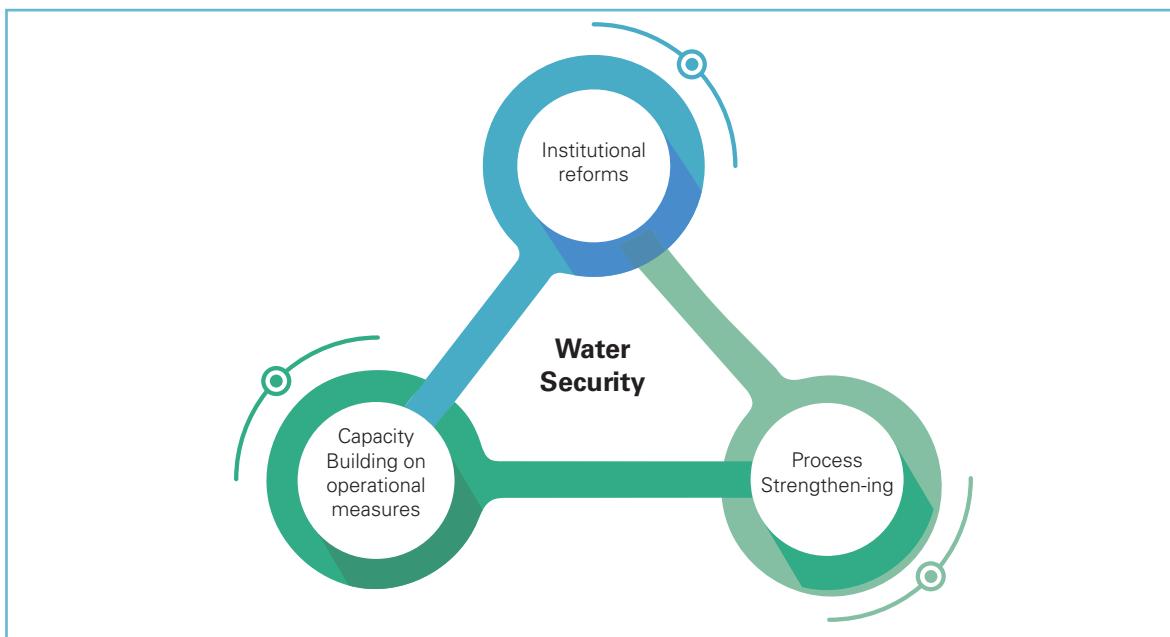 Institutional
reforms
Water
Security
Capacity
Building on
operational
measures
Process
Strengthen-ing